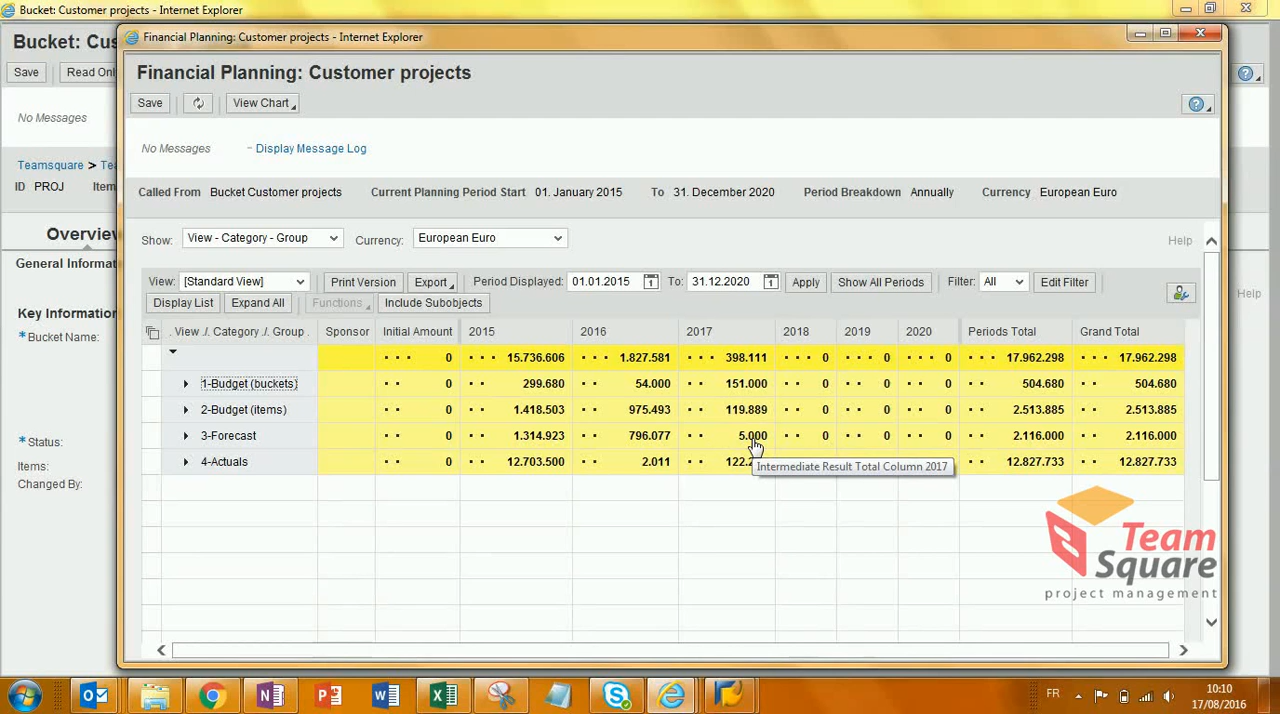 Bucket: Customer projects - Internet Explorer
Bucket: Cus
Financial Planning: Customer projects - Internet Explorer
Financial Planning: Customer projects
Save
Read Onl
Save
View Chart
No Messages
No Messages
Display Message Log
Teamsquare > Te
ID PROJ Item
Called From Bucket Customer projects Current Planning Period Start 01. January 2015 To 31. December 2020 Period Breakdown Annually Currency European Euro
Overvie
General Informat
Key Information
*Bucket Name:
*Status:
Items:
Changed By:
Show: View - Category - Group Currency: European Euro Help
View: [Standard View] Print Version Export Period Displayed: 01.01.2015 To: 31.12.2020 Apply Show All Periods Filter: All Edit Filter
Display List Expand All Functions Include Subobjects
Help
. View ./. Category ./. Group . Sponsor Initial Amount 2015 2016 2017 2018 2019 2020 Periods Total Grand Total
0 15.736.606 1.827.581 398.111 0 0 0 17.962.298 17.962.298
1-Budget (buckets) 0 299.680 54.000 151.000 0 0 0 504.680 504.680
2-Budget (items) 0 1.418.503 975.493 119.889 0 0 0 2.513.885 2.513.885
3-Forecast 0 1.314.923 796.077 5.000 0 0 0 2.116.000 2.116.000
4-Actuals 0 12.703.500 2.011 122.2 12.827.733 12.827.733
Intermediate Result Total Column 2017
Team
Square
project management
FR 10:10
17/08/2016